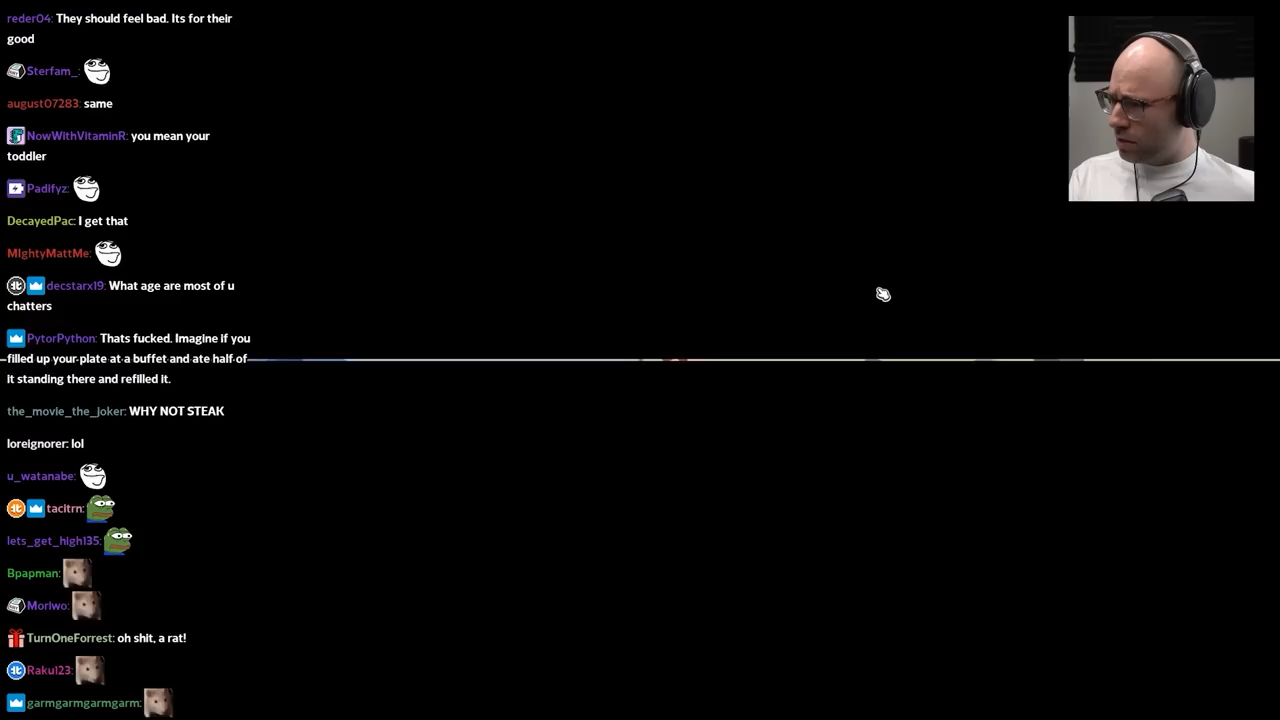 reder04: They should feel bad. Its for their
good
Sterfam_:
august07283: same
NowWithVitaminR: you mean your
toddler
Padifyz:
DecayedPac: I get that
MIghtyMattMe:
decstarx19: What age are most of u
chatters
PytorPython: Thats fucked. Imagine if you
filled up your plate at a buffet and ate half of
it standing there and refilled it.
the_movie_the_joker: WHY NOT STEAK
loreignorer: lol
u_watanabe:
tacitrn:
lets_get_high135:
Bpapman:
Moriwo:
TurnOneForrest: oh shit, a rat!
Raku123:
garmgarmgarmgarm: